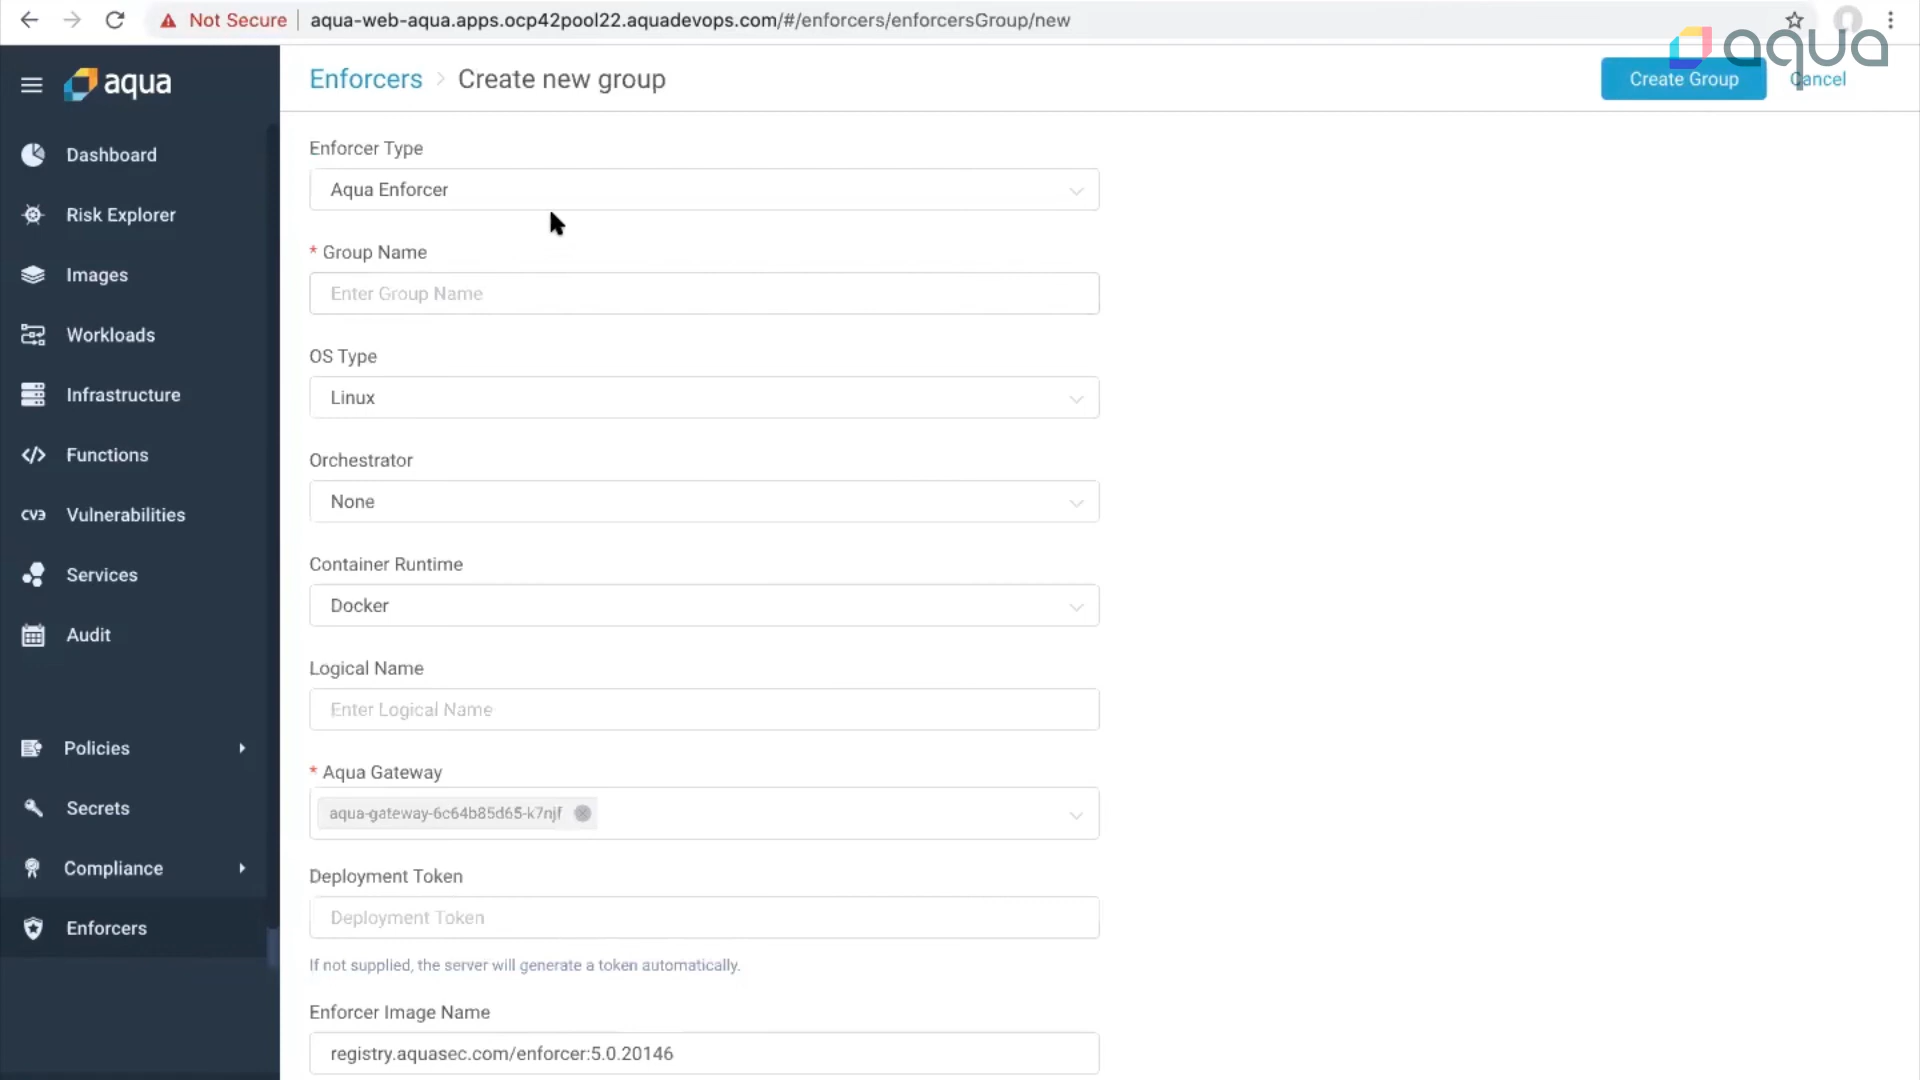 Not Secure
aqua-web-aqua.apps.ocp42pool22.aquadevops.com/#/enforcers/enforcersGroup/new
aqua
aqua
Enforcers > Create new group
Create Group
Cancel
Dashboard
Risk Explorer
Images
Workloads
Infrastructure
Functions
CV3 Vulnerabilities
Services
Audit
Policies
Secrets
Compliance
Enforcers
Enforcer Type
Aqua Enforcer
* Group Name
Enter Group Name
OS Type
Linux
Orchestrator
None
Container Runtime
Docker
Logical Name
Enter Logical Name
* Aqua Gateway
aqua-gateway-6c64b85d65-k7njf
Deployment Token
Deployment Token
If not supplied, the server will generate a token automatically.
Enforcer Image Name
registry.aquasec.com/enforcer:5.0.20146